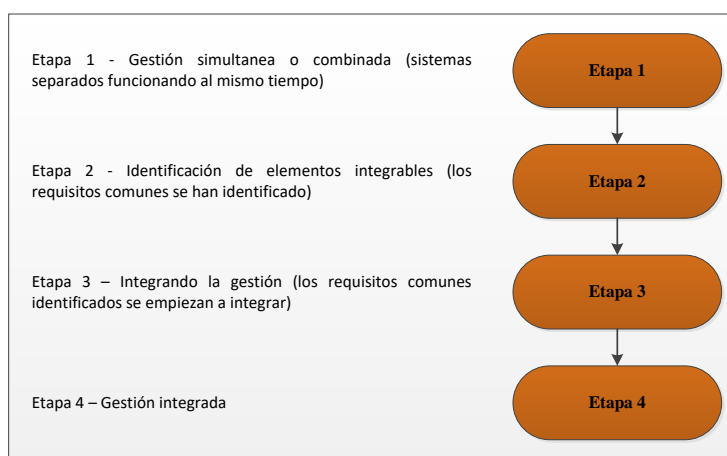 Etapa 1 - Gestión simultanea o combinada (sistemas
separados funcionando al mismo tiempo)
Etapa 1
Etapa 2 - Identificación de elementos integrables (los
requisitos comunes se han identificado)
Etapa 2
Etapa 3 – Integrando la gestión (los requisitos comunes
identificados se empiezan a integrar)
Etapa 3
Etapa 4 – Gestión integrada
Etapa 4